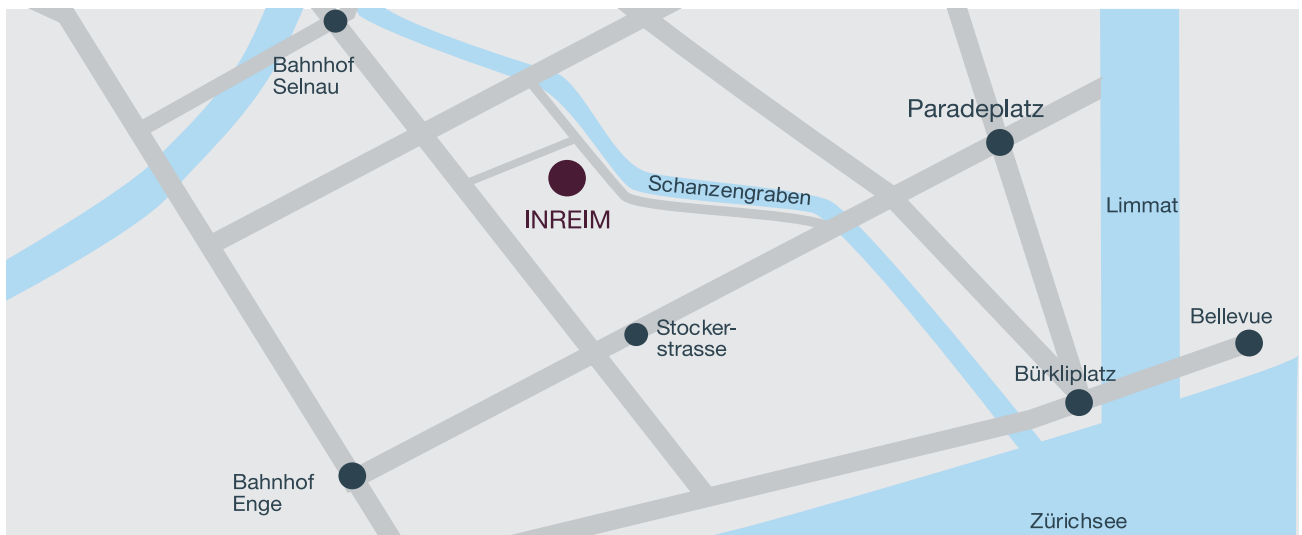 Bahnhof
Selnau
Paradeplatz
Schanzengraben
Limmat
INREIM
Bellevue
Stocker-
strasse
Bürkliplatz
Bahnhof
Enge
Zürichsee